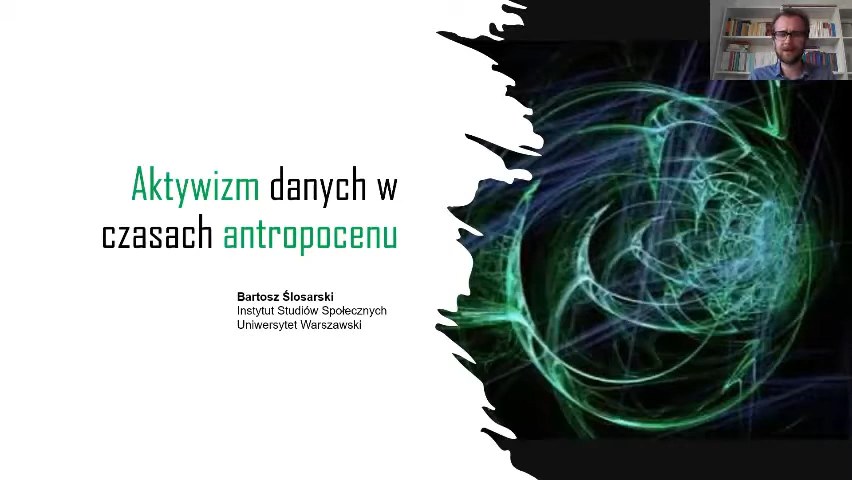 Aktywizm danych w
czasach antropocenu
Bartosz Ślosarski
Instytut Studiów Społecznych
Uniwersytet Warszawski